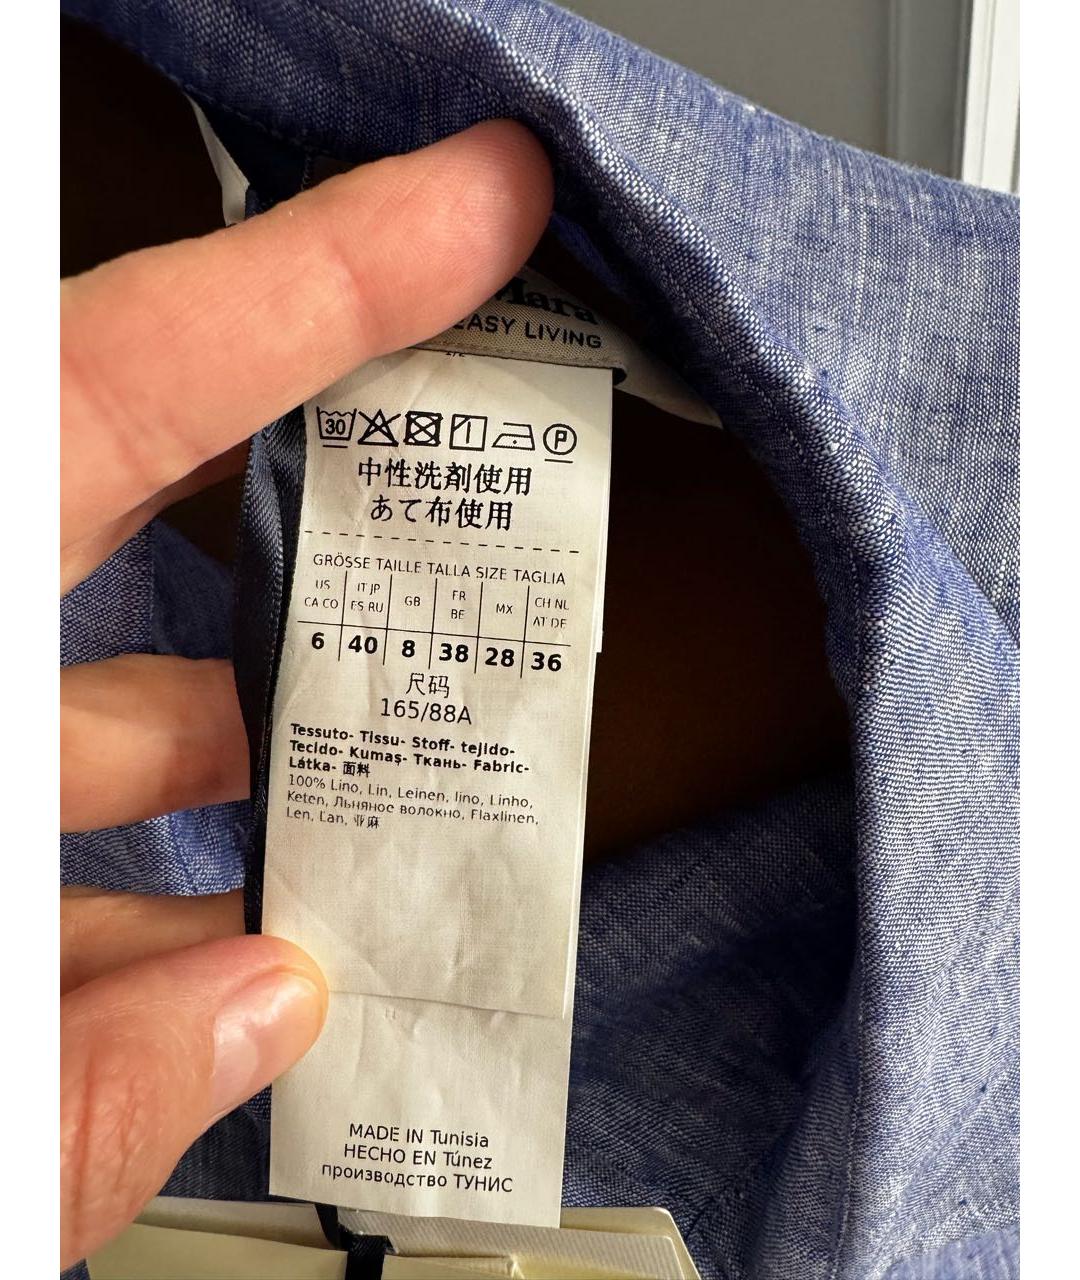 Mara
EASY LIVING
30 P
中性洗剤使用
あて布使用
GRÖSSE TAILLE TALLA SIZE TAGLIA
US CA CO IT JP ES RU GB FR BE MX CH NL AT DE
6 40 8 38 28 36
尺码
165/88A
Tessuto- Tissu- Stoff- tejido-
Tecido- Kumaş- Ткань- Fabric-
Látka- 面料
100% Lino, Lin, Leinen, lino, Linho,
Keten, Льняное волокно, Flaxlinen,
Len, Ľan, 亚麻
MADE IN Tunisia
HECHO EN Túnez
производство ТУНИС